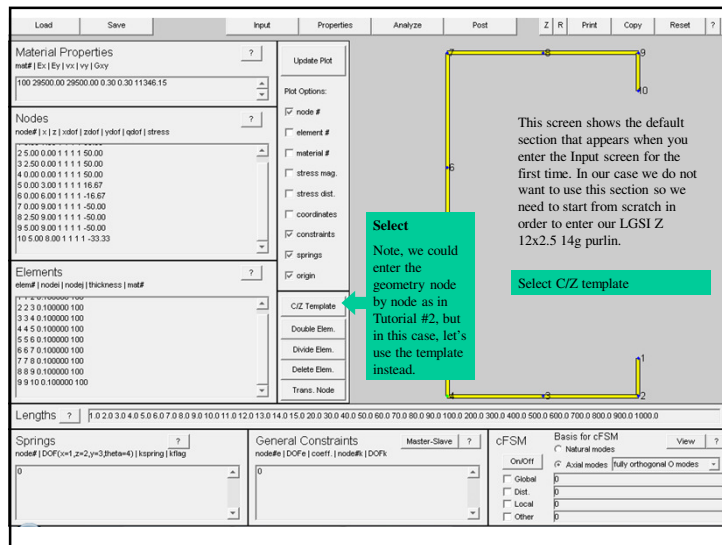 Load Save Input Properties Analyze Post Z R Print Copy Reset ?
Material Properties ?
mat# | Ex | Ey | vx | vy | Gxy
100 29500.00 29500.00 0.30 0.30 11346.15
Nodes ?
node# | x | z | xdof | zdof | ydof | qdof | stress
2 5.00 0.00 1 1 1 1 50.00
3 2.50 0.00 1 1 1 1 50.00
4 0.00 0.00 1 1 1 1 50.00
5 0.00 3.00 1 1 1 1 16.67
6 0.00 6.00 1 1 1 1 -16.67
7 0.00 9.00 1 1 1 1 -50.00
8 2.50 9.00 1 1 1 1 -50.00
9 5.00 9.00 1 1 1 1 -50.00
10 5.00 8.00 1 1 1 1 -33.33
Elements ?
elem# | nodei | nodej | thickness | mat#
2 2 3 0.100000 100
3 3 4 0.100000 100
4 4 5 0.100000 100
5 5 6 0.100000 100
6 6 7 0.100000 100
7 7 8 0.100000 100
8 8 9 0.100000 100
9 9 10 0.100000 100
Update Plot
Plot Options:
node #
element #
material #
stress mag.
stress dist.
coordinates
constraints
springs
origin
C/Z Template
Double Elem.
Divide Elem.
Delete Elem.
Trans. Node
Select
Note, we could
enter the
geometry node
by node as in
Tutorial #2, but
in this case, let's
use the template
instead.
7 8 9
10
6
1
4 3 2
This screen shows the default
section that appears when you
enter the Input screen for the
first time. In our case we do not
want to use this section so we
need to start from scratch in
order to enter our LGSI Z
12x2.5 14g purlin.
Select C/Z template
Lengths ? 1.0 2.0 3.0 4.0 5.0 6.0 7.0 8.0 9.0 10.0 11.0 12.0 13.0 14.0 15.0 20.0 30.0 40.0 50.0 60.0 70.0 80.0 90.0 100.0 200.0 300.0 400.0 500.0 600.0 700.0 800.0 900.0 1000.0
Springs ?
node# | DOF(x=1,z=2,y=3,theta=4) | kspring | kflag
0
General Constraints Master-Slave ?
node#e | DOFe | coeff. | node#k | DOFk
0
cFSM Basis for cFSM View ?
Natural modes
On/Off Axial modes fully orthogonal O modes
Global 0
Dist. 0
Local 0
Other 0